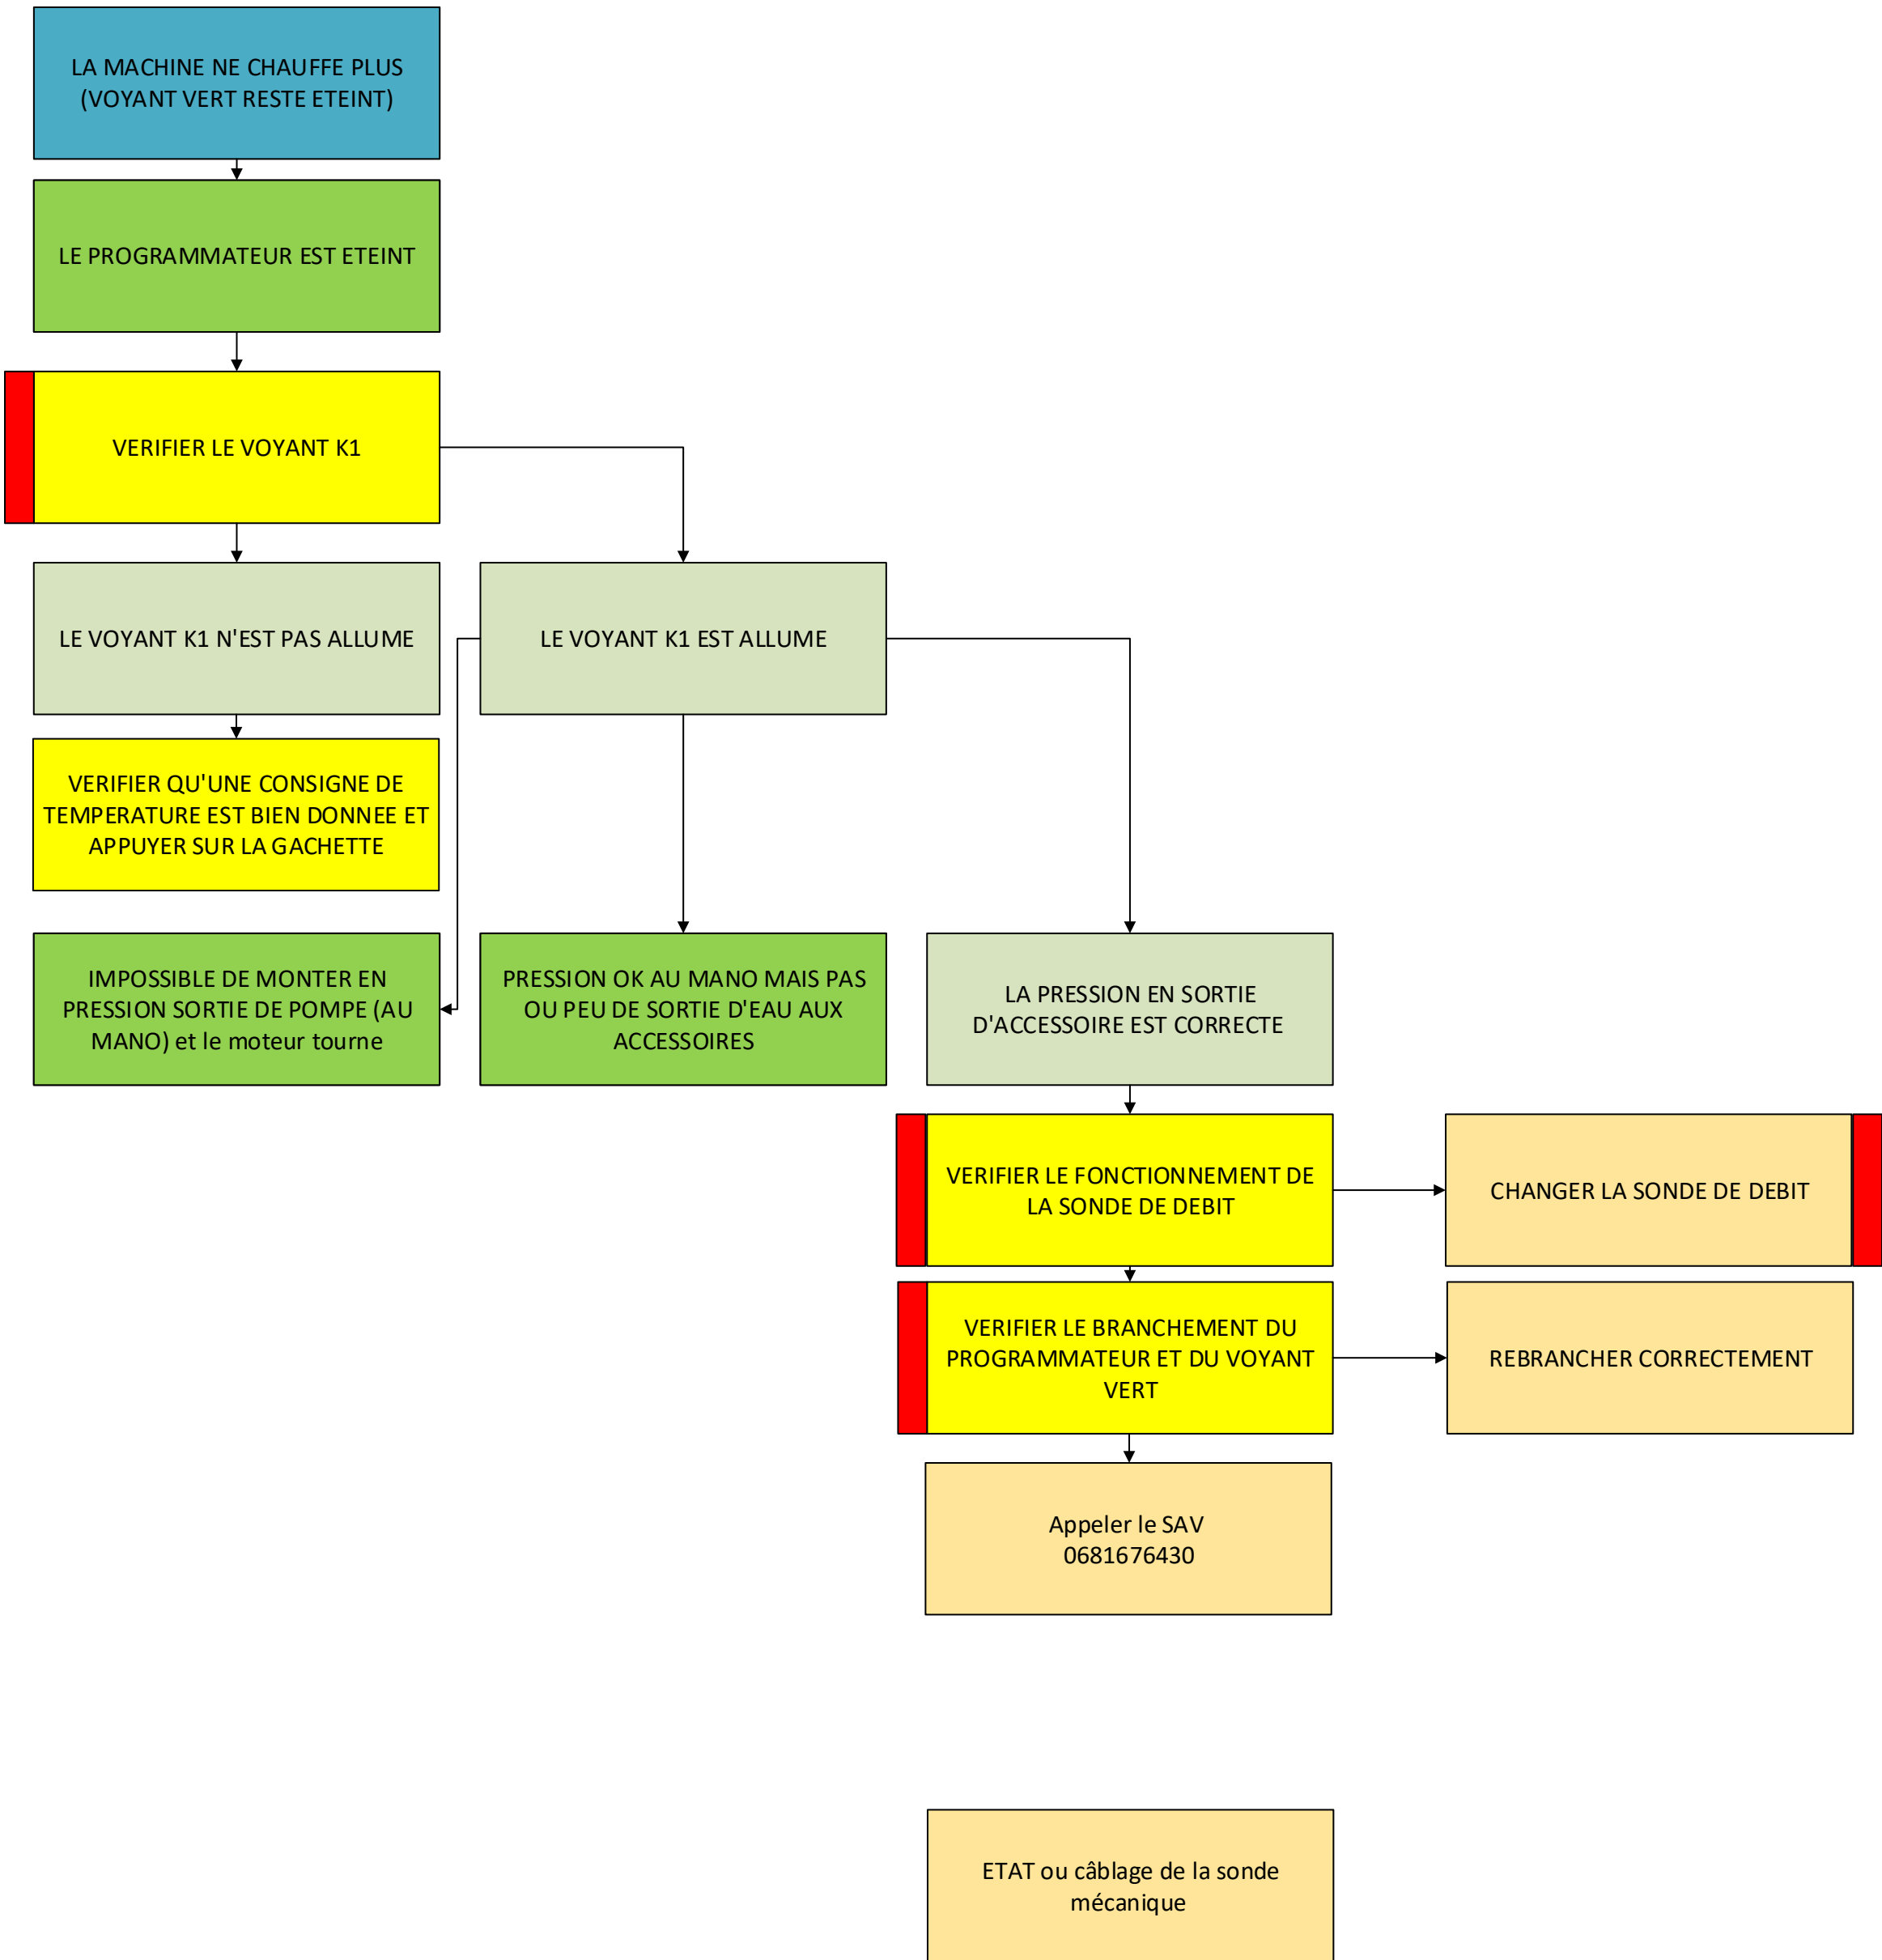 LA MACHINE NE CHAUFFE PLUS
(VOYANT VERT RESTE ETEINT)
LE PROGRAMMATEUR EST ETEINT
VERIFIER LE VOYANT K1
LE VOYANT K1 N'EST PAS ALLUME
LE VOYANT K1 EST ALLUME
VERIFIER QU'UNE CONSIGNE DE
TEMPERATURE EST BIEN DONNEE ET
APPUYER SUR LA GACHETTE
IMPOSSIBLE DE MONTER EN
PRESSION SORTIE DE POMPE (AU
MANO) et le moteur tourne
PRESSION OK AU MANO MAIS PAS
OU PEU DE SORTIE D'EAU AUX
ACCESSOIRES
LA PRESSION EN SORTIE
D'ACCESSOIRE EST CORRECTE
VERIFIER LE FONCTIONNEMENT DE
LA SONDE DE DEBIT
CHANGER LA SONDE DE DEBIT
VERIFIER LE BRANCHEMENT DU
PROGRAMMATEUR ET DU VOYANT
VERT
REBRANCHER CORRECTEMENT
Appeler le SAV
0681676430
ETAT ou câblage de la sonde
mécanique